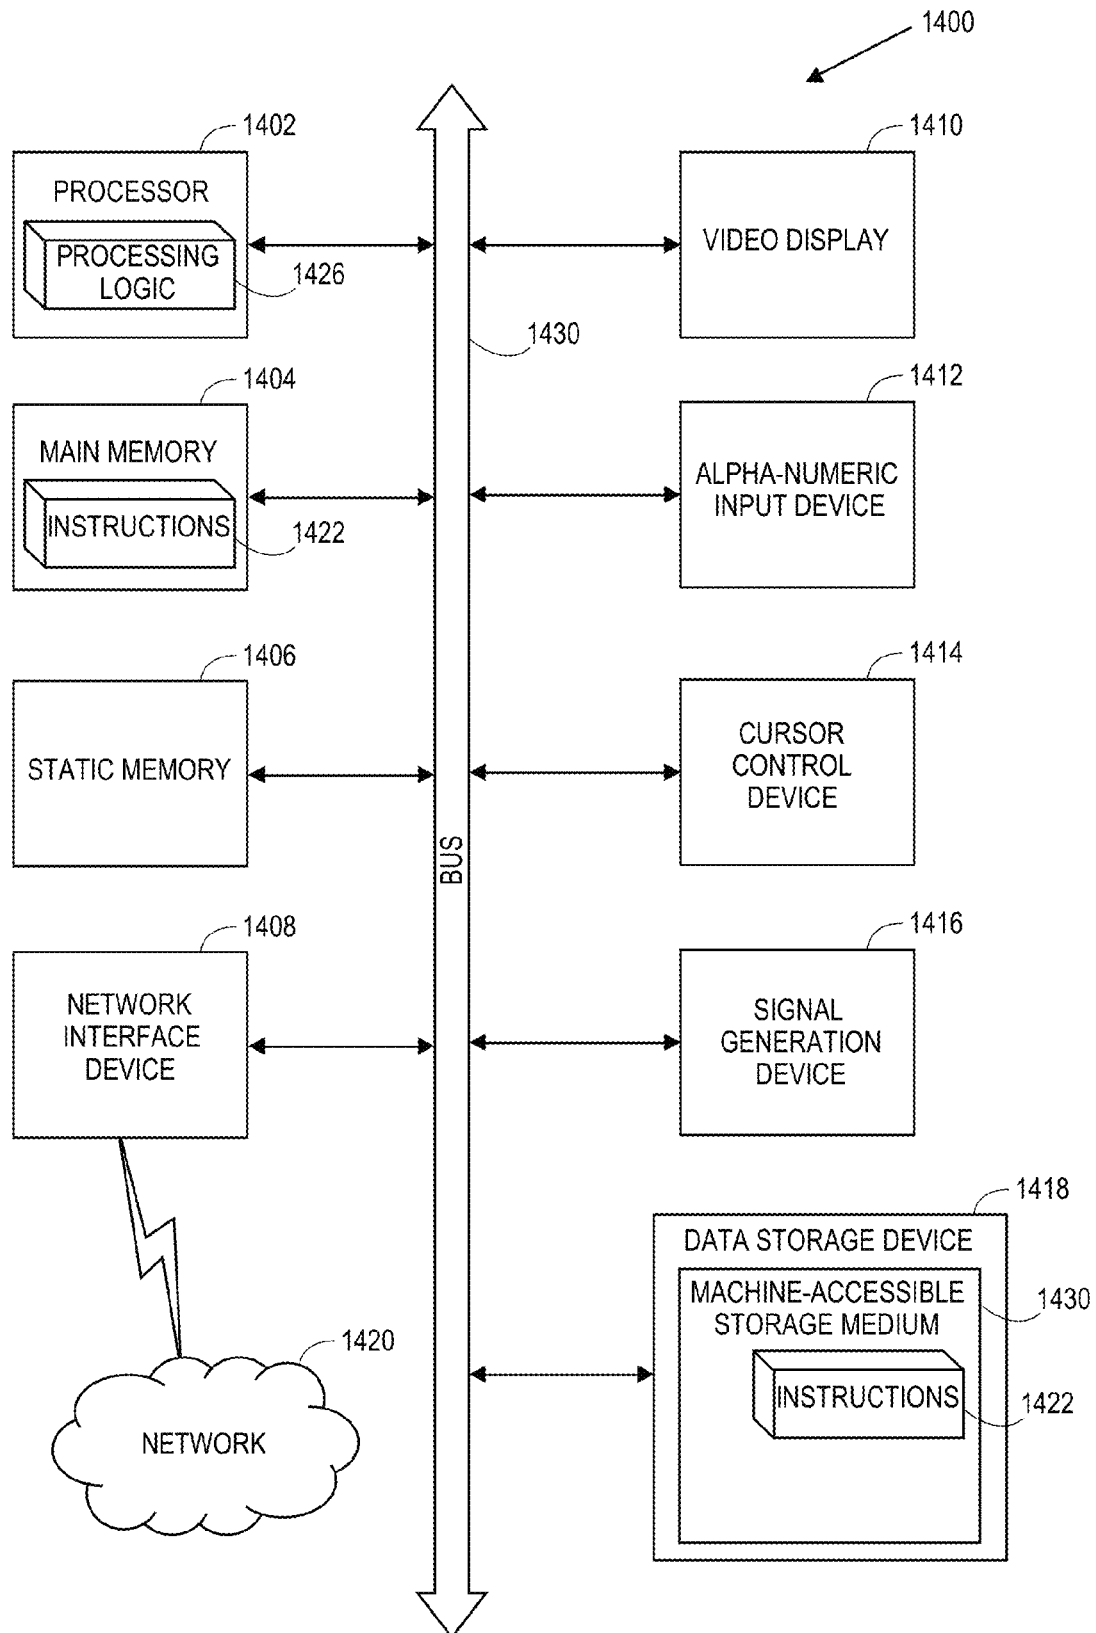 1400
1402
PROCESSOR
PROCESSING
LOGIC
1426
1404
MAIN MEMORY
INSTRUCTIONS
1422
1406
STATIC MEMORY
1408
NETWORK
INTERFACE
DEVICE
1420
NETWORK
1430
BUS
1410
VIDEO DISPLAY
1412
ALPHA-NUMERIC
INPUT DEVICE
1414
CURSOR
CONTROL
DEVICE
1416
SIGNAL
GENERATION
DEVICE
1418
DATA STORAGE DEVICE
MACHINE-ACCESSIBLE
STORAGE MEDIUM
1430
INSTRUCTIONS
1422